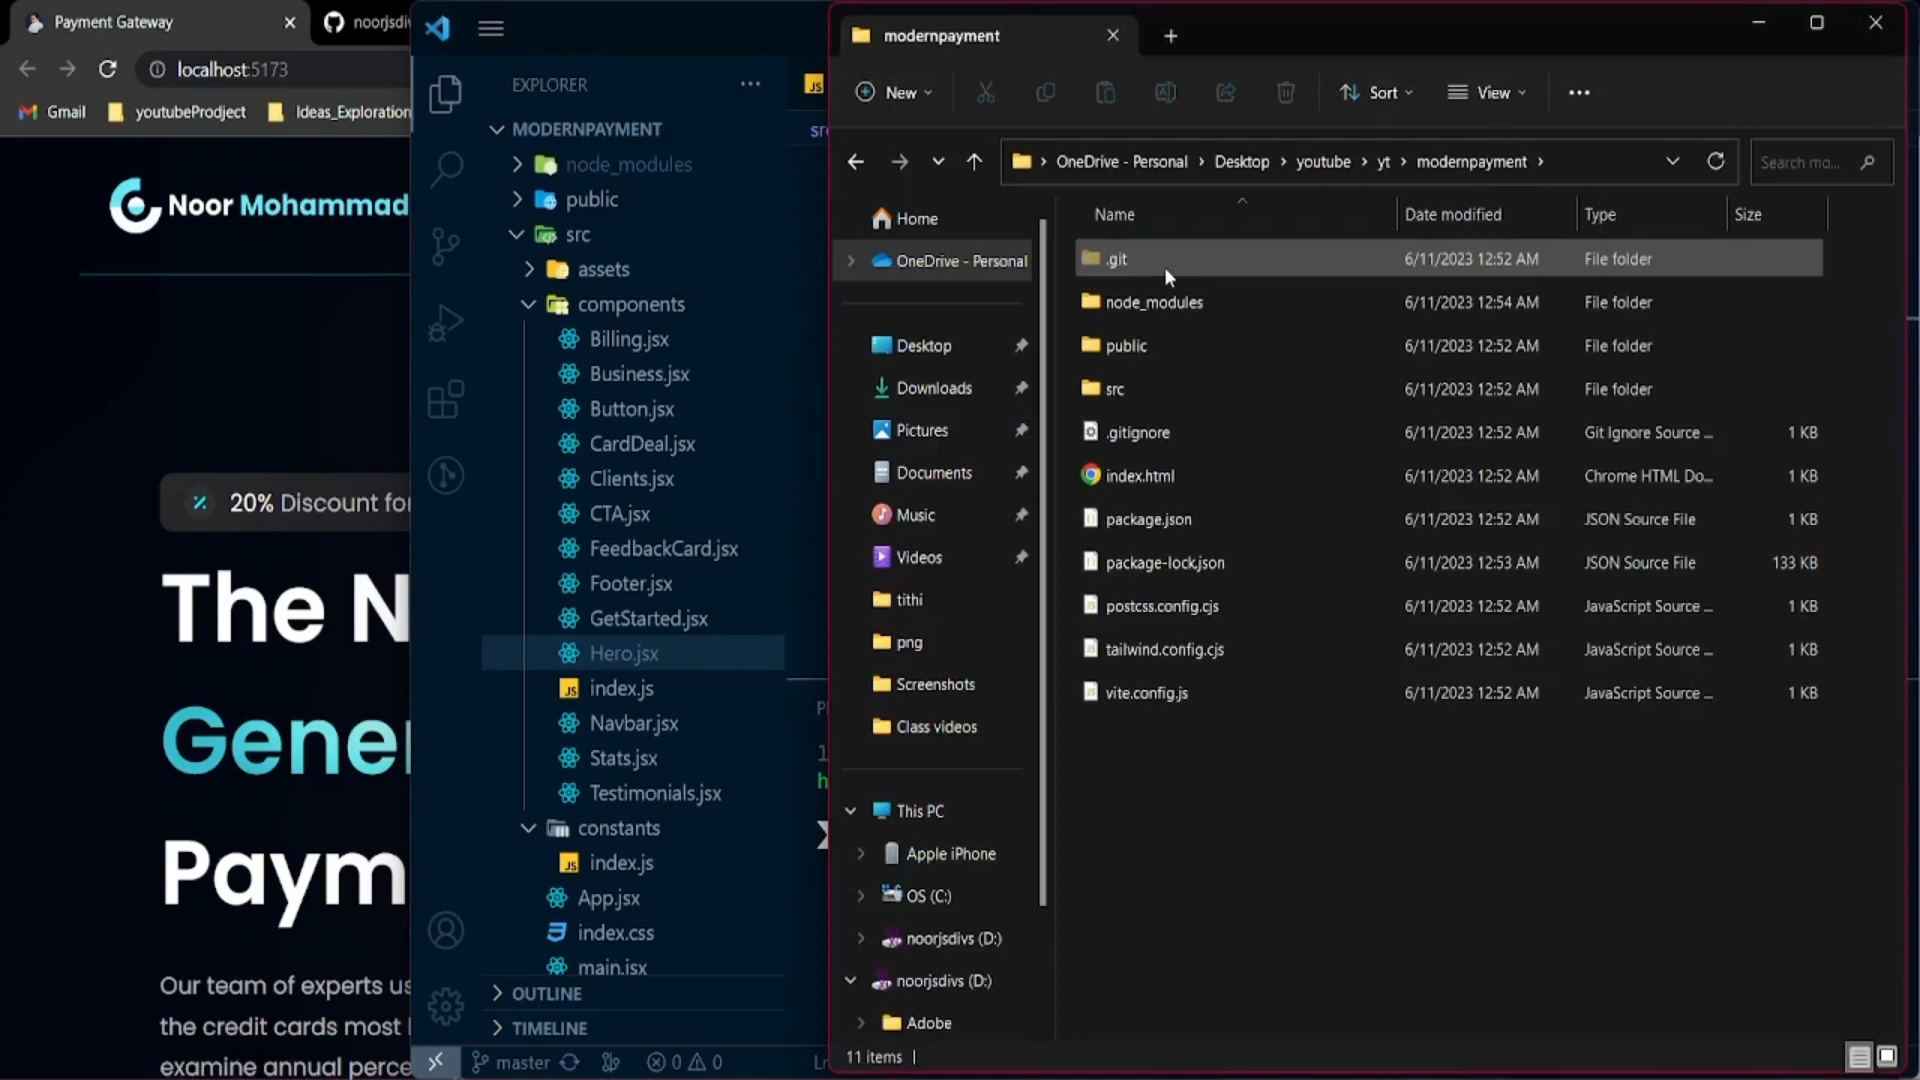 Payment Gateway
noorjsdiv
localhost:5173
Gmail
youtubeProdject
Ideas_Exploration
Noor Mohammad
20% Discount for
The N
Gene
Paym
Our team of experts us
the credit cards most
examine annual perce
EXPLORER
MODERNPAYMENT
node_modules
public
src
assets
components
Billing.jsx
Business.jsx
Button.jsx
CardDeal.jsx
Clients.jsx
CTA.jsx
FeedbackCard.jsx
Footer.jsx
GetStarted.jsx
Hero.jsx
JS index.js
Navbar.jsx
Stats.jsx
Testimonials.jsx
constants
JS index.js
App.jsx
index.css
main.jsx
OUTLINE
TIMELINE
master 0 0
JS
modernpayment
New Sort View
OneDrive - Personal Desktop youtube yt modernpayment
Search mo...
Home
OneDrive - Personal
Desktop
Downloads
Pictures
Documents
Music
Videos
tithi
png
Screenshots
Class videos
This PC
Apple iPhone
OS (C:)
noorjsdivs (D:)
noorjsdivs (D:)
Adobe
Name Date modified Type Size
.git 6/11/2023 12:52 AM File folder
node_modules 6/11/2023 12:54 AM File folder
public 6/11/2023 12:52 AM File folder
src 6/11/2023 12:52 AM File folder
.gitignore 6/11/2023 12:52 AM Git Ignore Source ... 1 KB
index.html 6/11/2023 12:52 AM Chrome HTML Do... 1 KB
package.json 6/11/2023 12:52 AM JSON Source File 1 KB
package-lock.json 6/11/2023 12:53 AM JSON Source File 133 KB
postcss.config.cjs 6/11/2023 12:52 AM JavaScript Source ... 1 KB
tailwind.config.cjs 6/11/2023 12:52 AM JavaScript Source ... 1 KB
vite.config.js 6/11/2023 12:52 AM JavaScript Source ... 1 KB
11 items